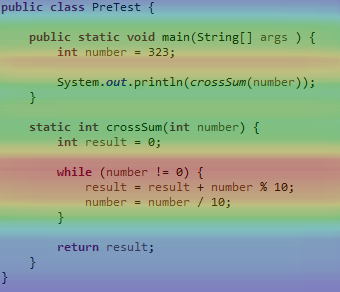 public class PreTest {
public static void main(String[] args ) {
int number = 323;
System.out.println(crossSum(number));
}
static int crossSum(int number) {
int result = 0;
while (number != 0) {
result = result + number % 10;
number = number / 10;
}
return result;
}
}